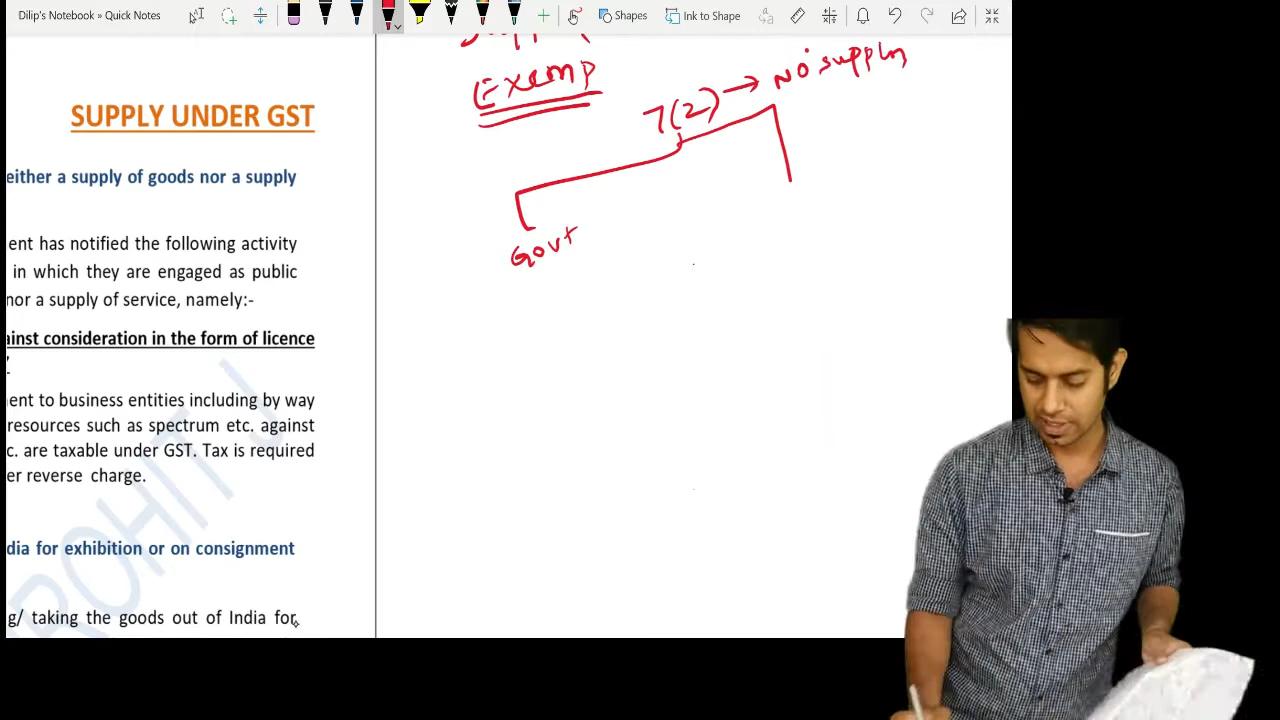 Dilip's Notebook » Quick Notes
Shapes
Ink to Shape
SUPPLY UNDER GST
either a supply of goods nor a supply
ent has notified the following activity
in which they are engaged as public
nor a supply of service, namely:-
ainst consideration in the form of licence
ent to business entities including by way
resources such as spectrum etc. against
c. are taxable under GST. Tax is required
er reverse charge.
dia for exhibition or on consignment
g/ taking the goods out of India for
ROHIT J
Exemp
7(2) → No supply
Govt